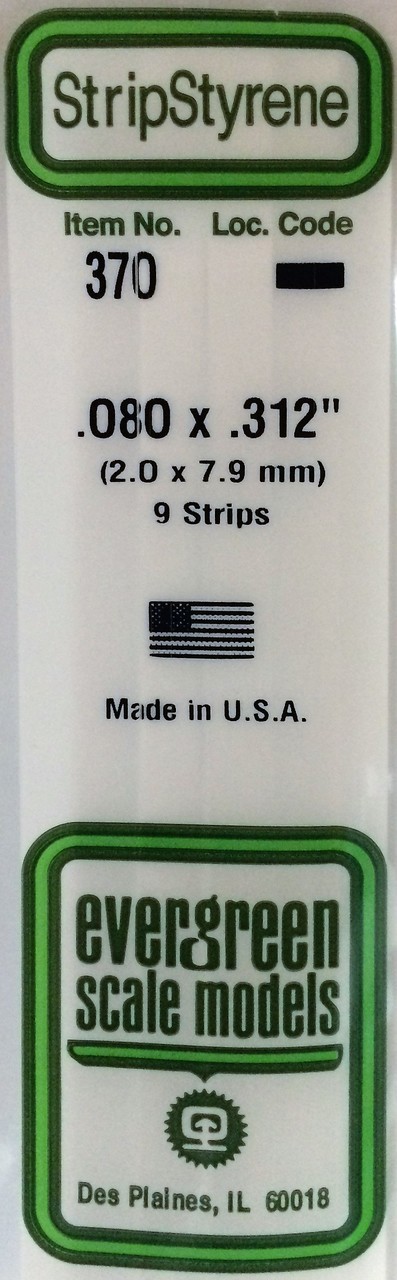 StripStyrene
Item No. Loc. Code
370
.080 x .312"
(2.0 x 7.9 mm)
9 Strips
Made in U.S.A.
evergreen
scale models
Des Plaines, IL 60018